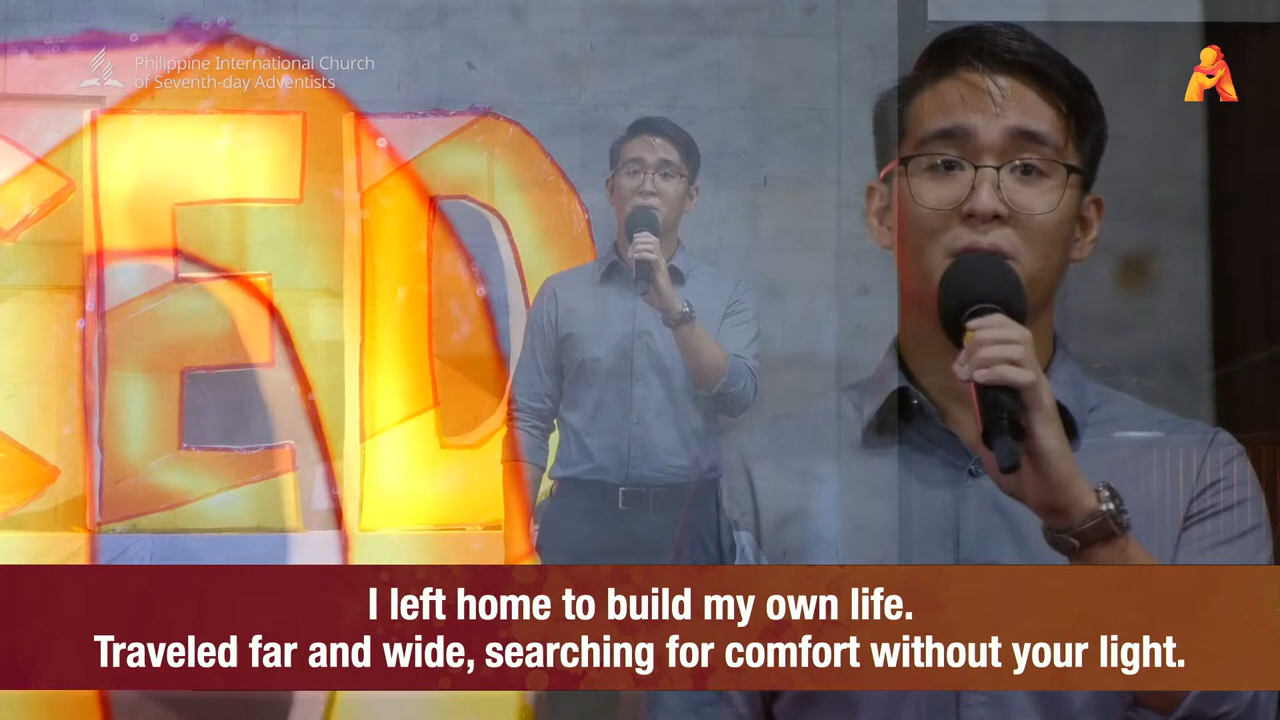 Philippine International Church
of Seventh-day Adventists
ED
I left home to build my own life.
Traveled far and wide, searching for comfort without your light.